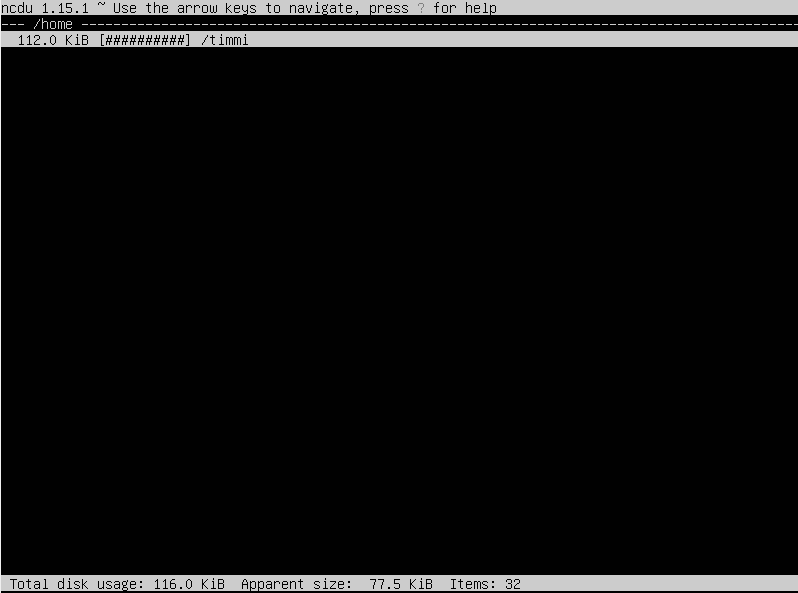 ncdu 1.15.1 ~ Use the arrow keys to navigate, press ? for help
--- /home ------------------------------------------------------------------------------------------
112.0 KiB [##########] /timmi
Total disk usage: 116.0 KiB  Apparent size:  77.5 KiB  Items: 32